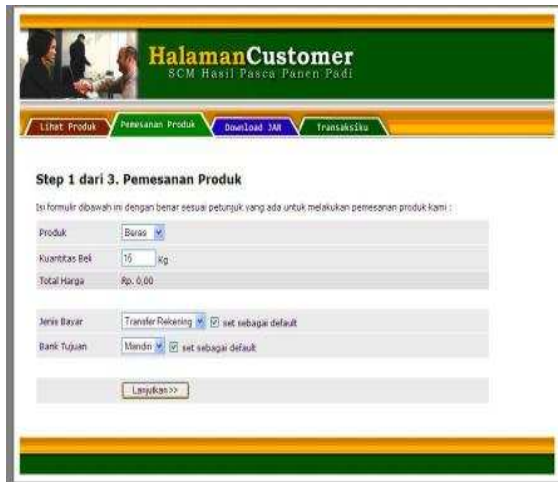 HalamanCustomer
SCM Hasil Pasca Panen Padi
Lihat Produk Pemesanan Produk Download JAR Transaksiku
Step 1 dari 3. Pemesanan Produk
Isi formulir dibawah ini dengan benar sesuai petunjuk yang ada untuk melakukan pemesanan produk kami :
Produk Beras
Kuantitas Beli 15 Kg
Total Harga Rp. 0,00
Jenis Bayar Transfer Rekening set sebagai default
Bank Tujuan Mandiri set sebagai default
Lanjutkan >>